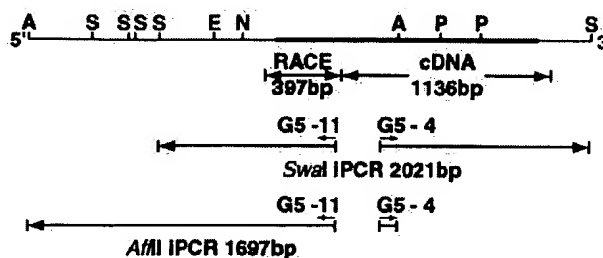 A S S S S E N A P P S
5' 3'
RACE cDNA
397bp 1136bp
G5-11 G5-4
SwaI IPCR 2021bp
G5-11 G5-4
AflII IPCR 1697bp